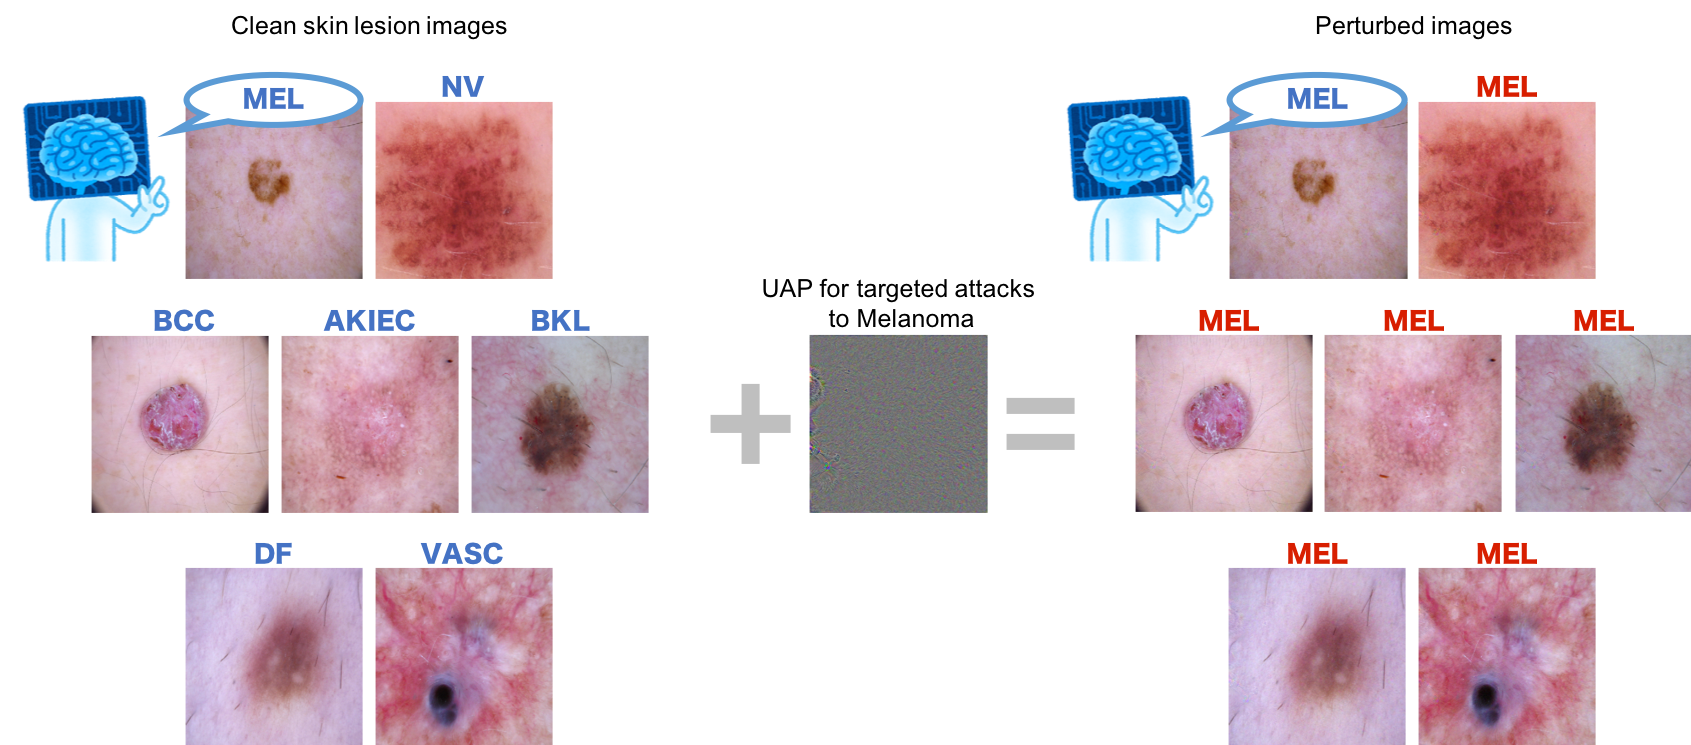 Clean skin lesion images
Perturbed images
MEL
NV
MEL
MEL
UAP for targeted attacks
to Melanoma
BCC
AKIEC
BKL
MEL
MEL
MEL
DF
VASC
MEL
MEL